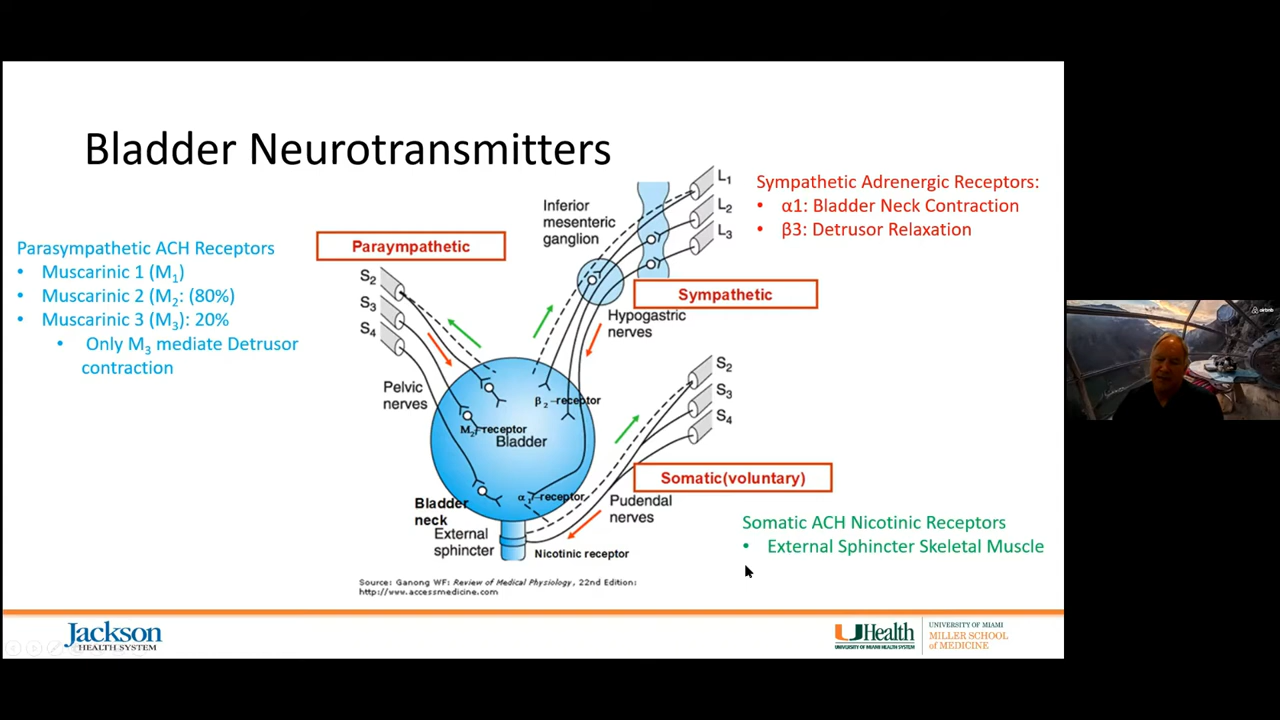 Bladder Neurotransmitters
Parasympathetic ACH Receptors
• Muscarinic 1 (M1)
• Muscarinic 2 (M2: (80%)
• Muscarinic 3 (M3): 20%
• Only M3 mediate Detrusor
contraction
Paraympathetic
S2
S3
S4
Pelvic
nerves
Inferior
mesenteric
ganglion
L1
L2
L3
Sympathetic
Hypogastric
nerves
Sympathetic Adrenergic Receptors:
• α1: Bladder Neck Contraction
• β3: Detrusor Relaxation
β2 –receptor
-receptor
Bladder
α1-receptor
S2
S3
S4
Somatic(voluntary)
Pudendal
nerves
Bladder
neck
External
sphincter
Nicotinic receptor
Somatic ACH Nicotinic Receptors
• External Sphincter Skeletal Muscle
Source: Ganong WF: Review of Medical Physiology, 22nd Edition:
http://www.accessmedicine.com
Jackson
HEALTH SYSTEM
UHealth
UNIVERSITY OF MIAMI HEALTH SYSTEM
UNIVERSITY OF MIAMI
MILLER SCHOOL
of MEDICINE
airbnb